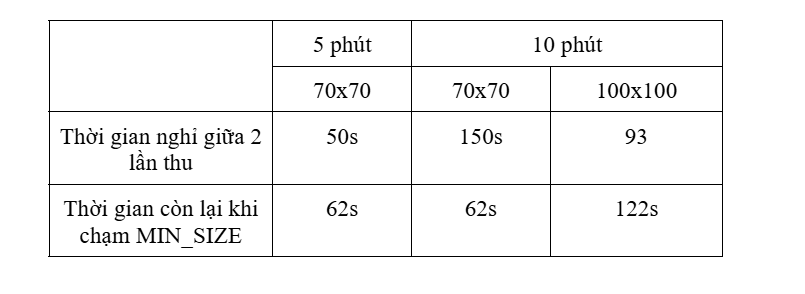 5 phút 10 phút
70x70 70x70 100x100
Thời gian nghỉ giữa 2 50s 150s 93
lần thu
Thời gian còn lại khi 62s 62s 122s
chạm MIN_SIZE